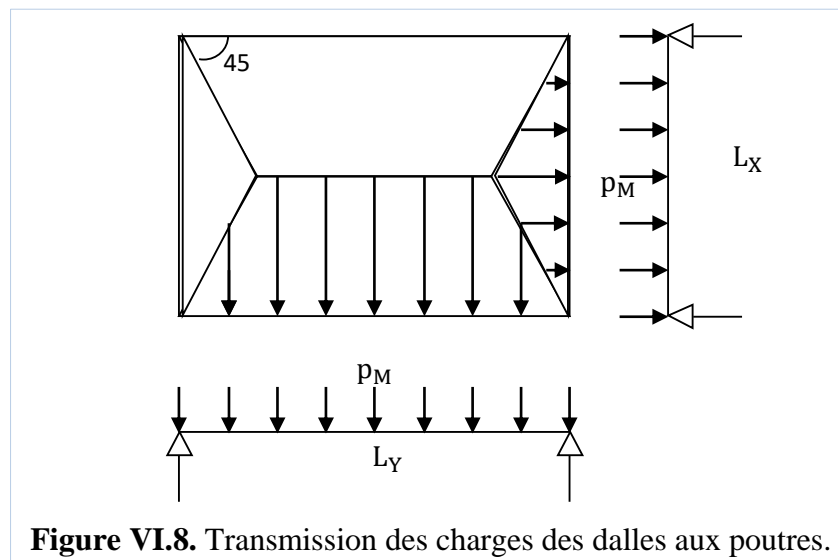 45
p_M
L_X
p_M
L_Y
Figure VI.8. Transmission des charges des dalles aux poutres.